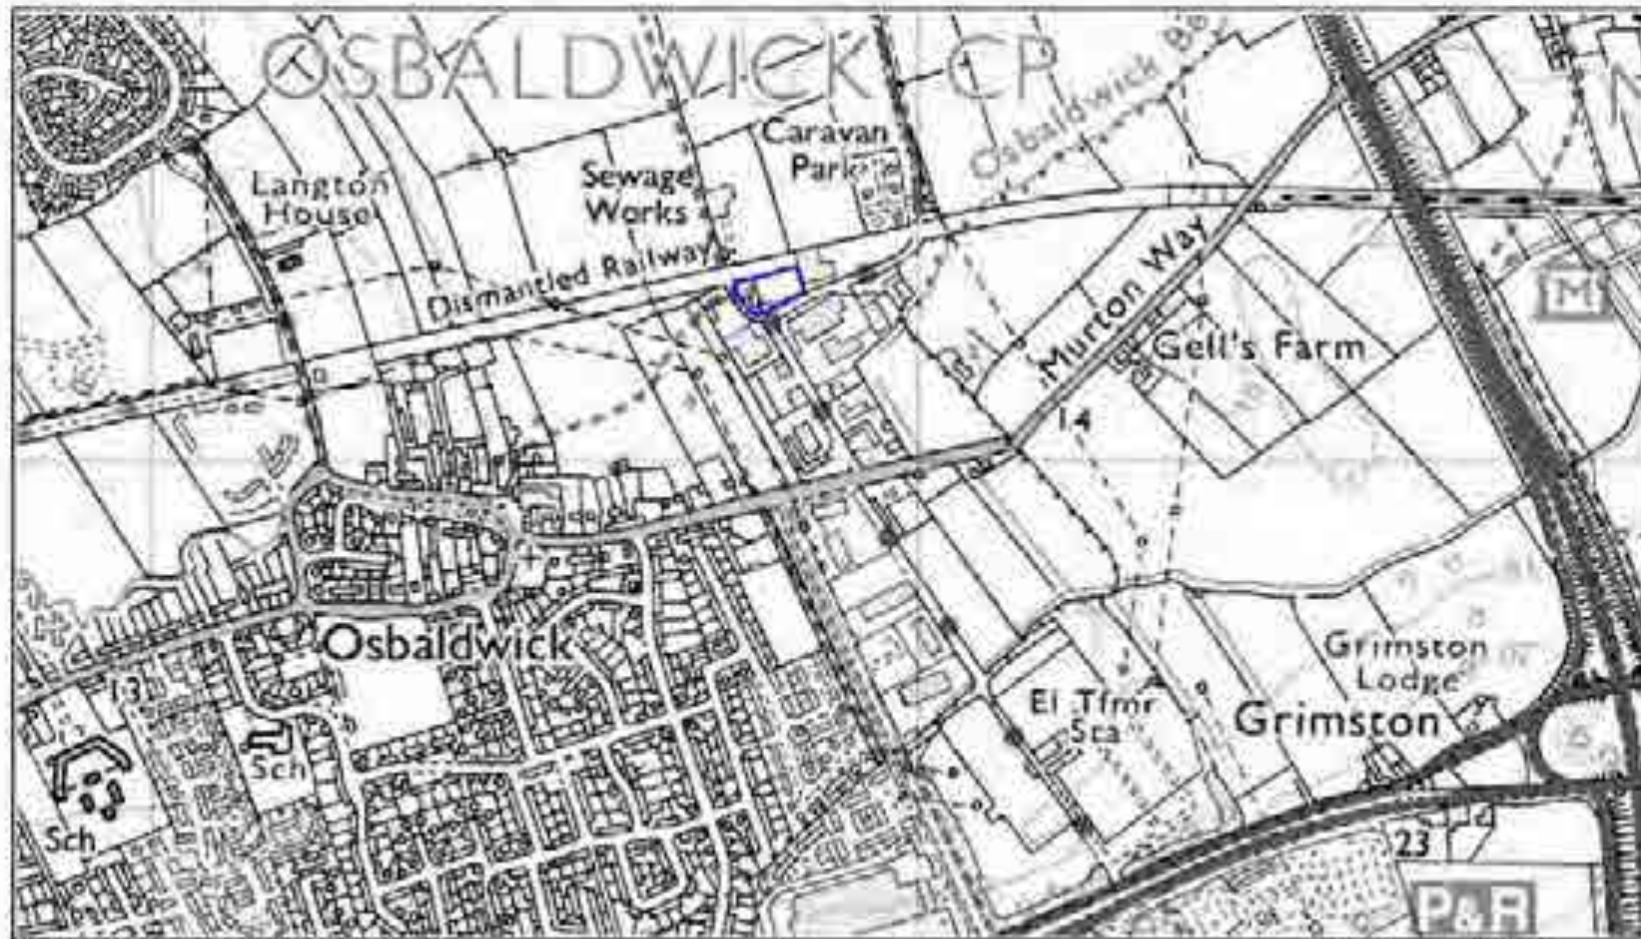 OSBALDWICK CP
Osbaldwick
Caravan
Park
Sewage
Works
Langton
House
Dismantled Railway
Murton Way
M
Gell's Farm
14
Osbaldwick
13
Sch
Sch
El Tfmr
Sta
Grimston
Lodge
Grimston
23
P&R